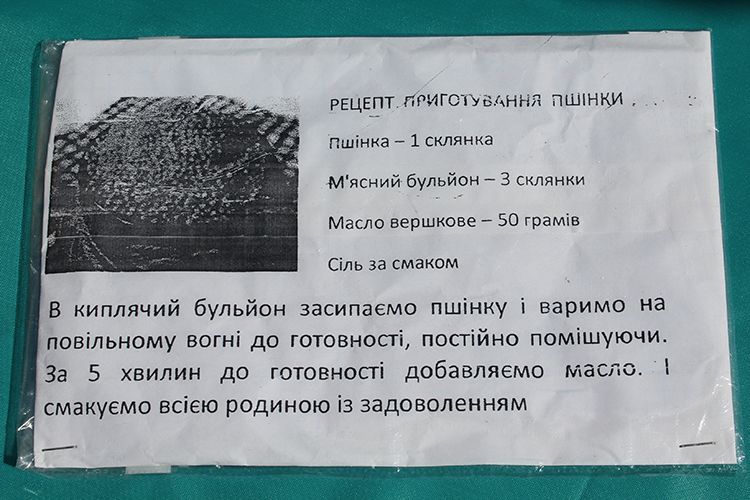 РЕЦЕПТ ПРИГОТУВАННЯ ПШІНКИ
Пшінка – 1 склянка
М'ясний бульйон – 3 склянки
Масло вершкове – 50 грамів
Сіль за смаком
В киплячий бульйон засипаємо пшінку і варимо на
повільному вогні до готовності, постійно помішуючи.
За 5 хвилин до готовності добавляємо масло. І
смакуємо всією родиною із задоволенням